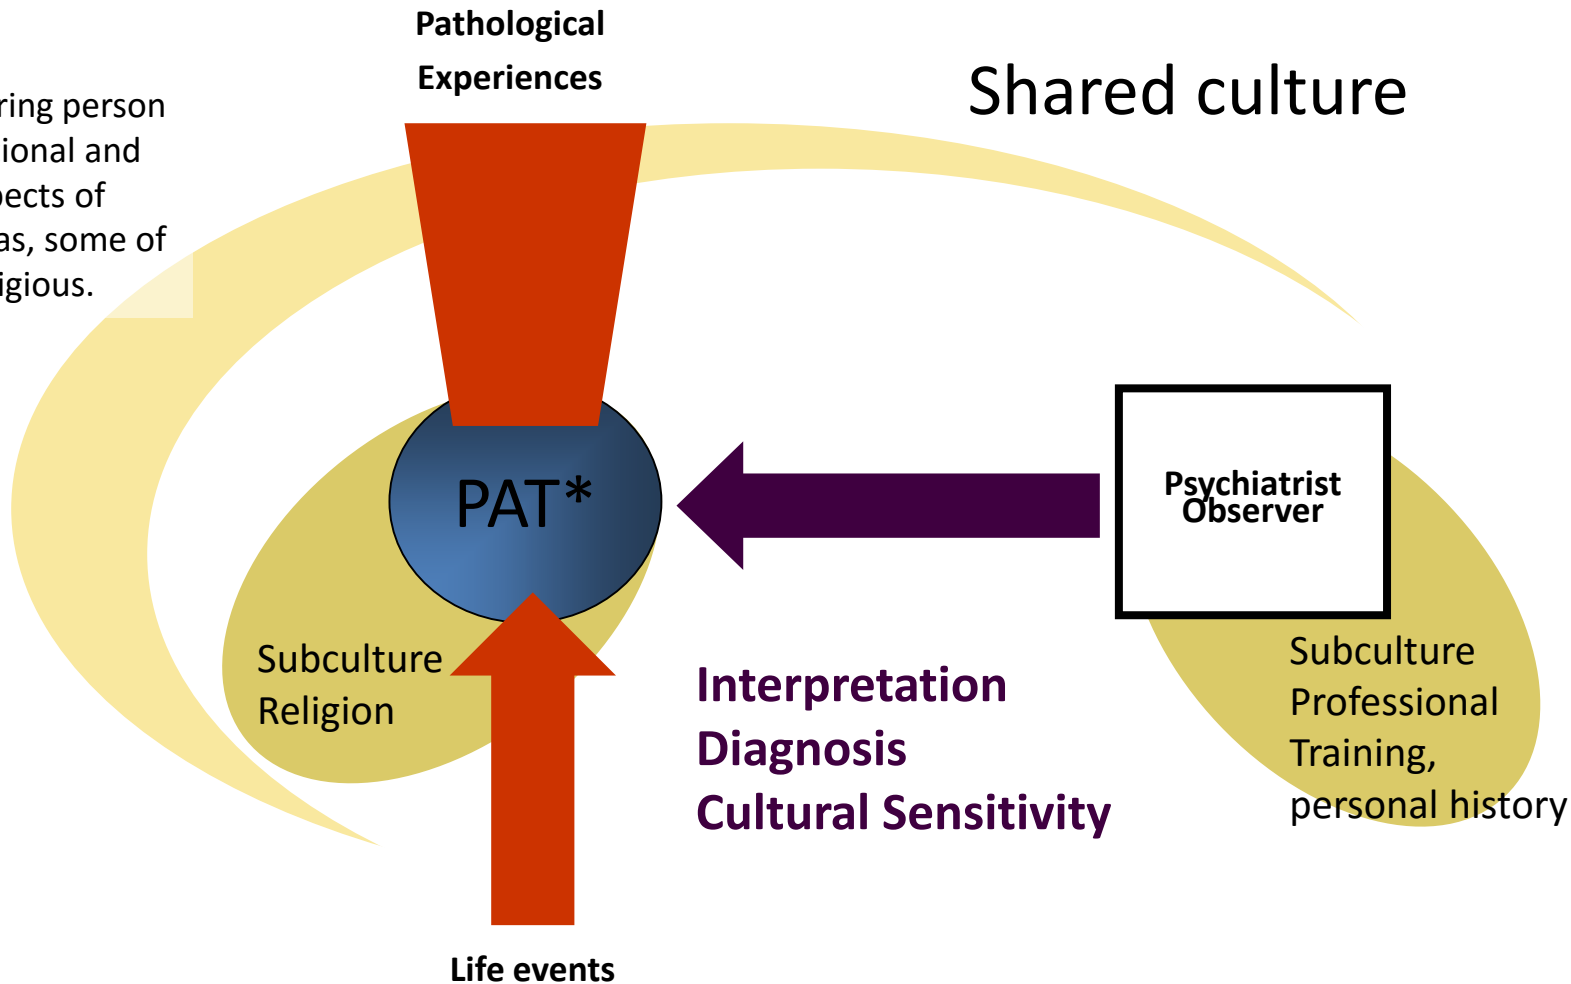 Pathological
Experiences
Shared culture
ring person
ional and
pects of
as, some of
igious.
PAT*
Psychiatrist
Observer
Subculture
Religion
Interpretation
Diagnosis
Cultural Sensitivity
Subculture
Professional
Training,
personal history
Life events